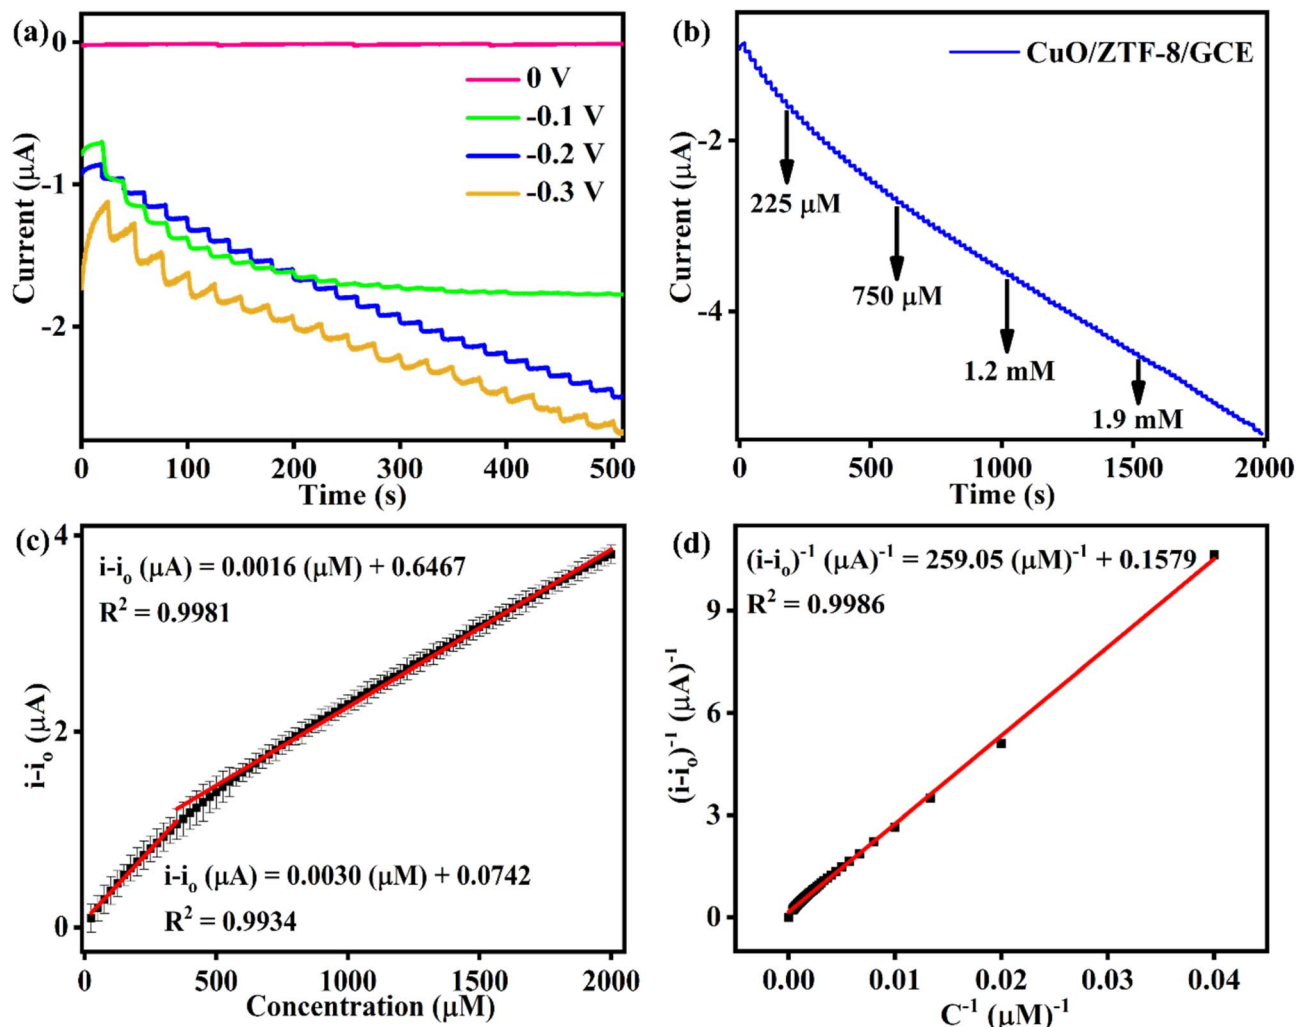 (a)
0
-1
-2
Current (μA)
0 V
-0.1 V
-0.2 V
-0.3 V
0 100 200 300 400 500
Time (s)
(b)
-2
-4
Current (μA)
CuO/ZTF-8/GCE
225 μM
750 μM
1.2 mM
1.9 mM
0 500 1000 1500 2000
Time (s)
(c)
4
2
0
i-i₀ (μA)
i-i₀ (μA) = 0.0016 (μM) + 0.6467
R² = 0.9981
i-i₀ (μA) = 0.0030 (μM) + 0.0742
R² = 0.9934
0 500 1000 1500 2000
Concentration (μM)
(d)
9
6
3
0
(i-i₀)⁻¹ (μA)⁻¹
(i-i₀)⁻¹ (μA)⁻¹ = 259.05 (μM)⁻¹ + 0.1579
R² = 0.9986
0.00 0.01 0.02 0.03 0.04
C⁻¹ (μM)⁻¹